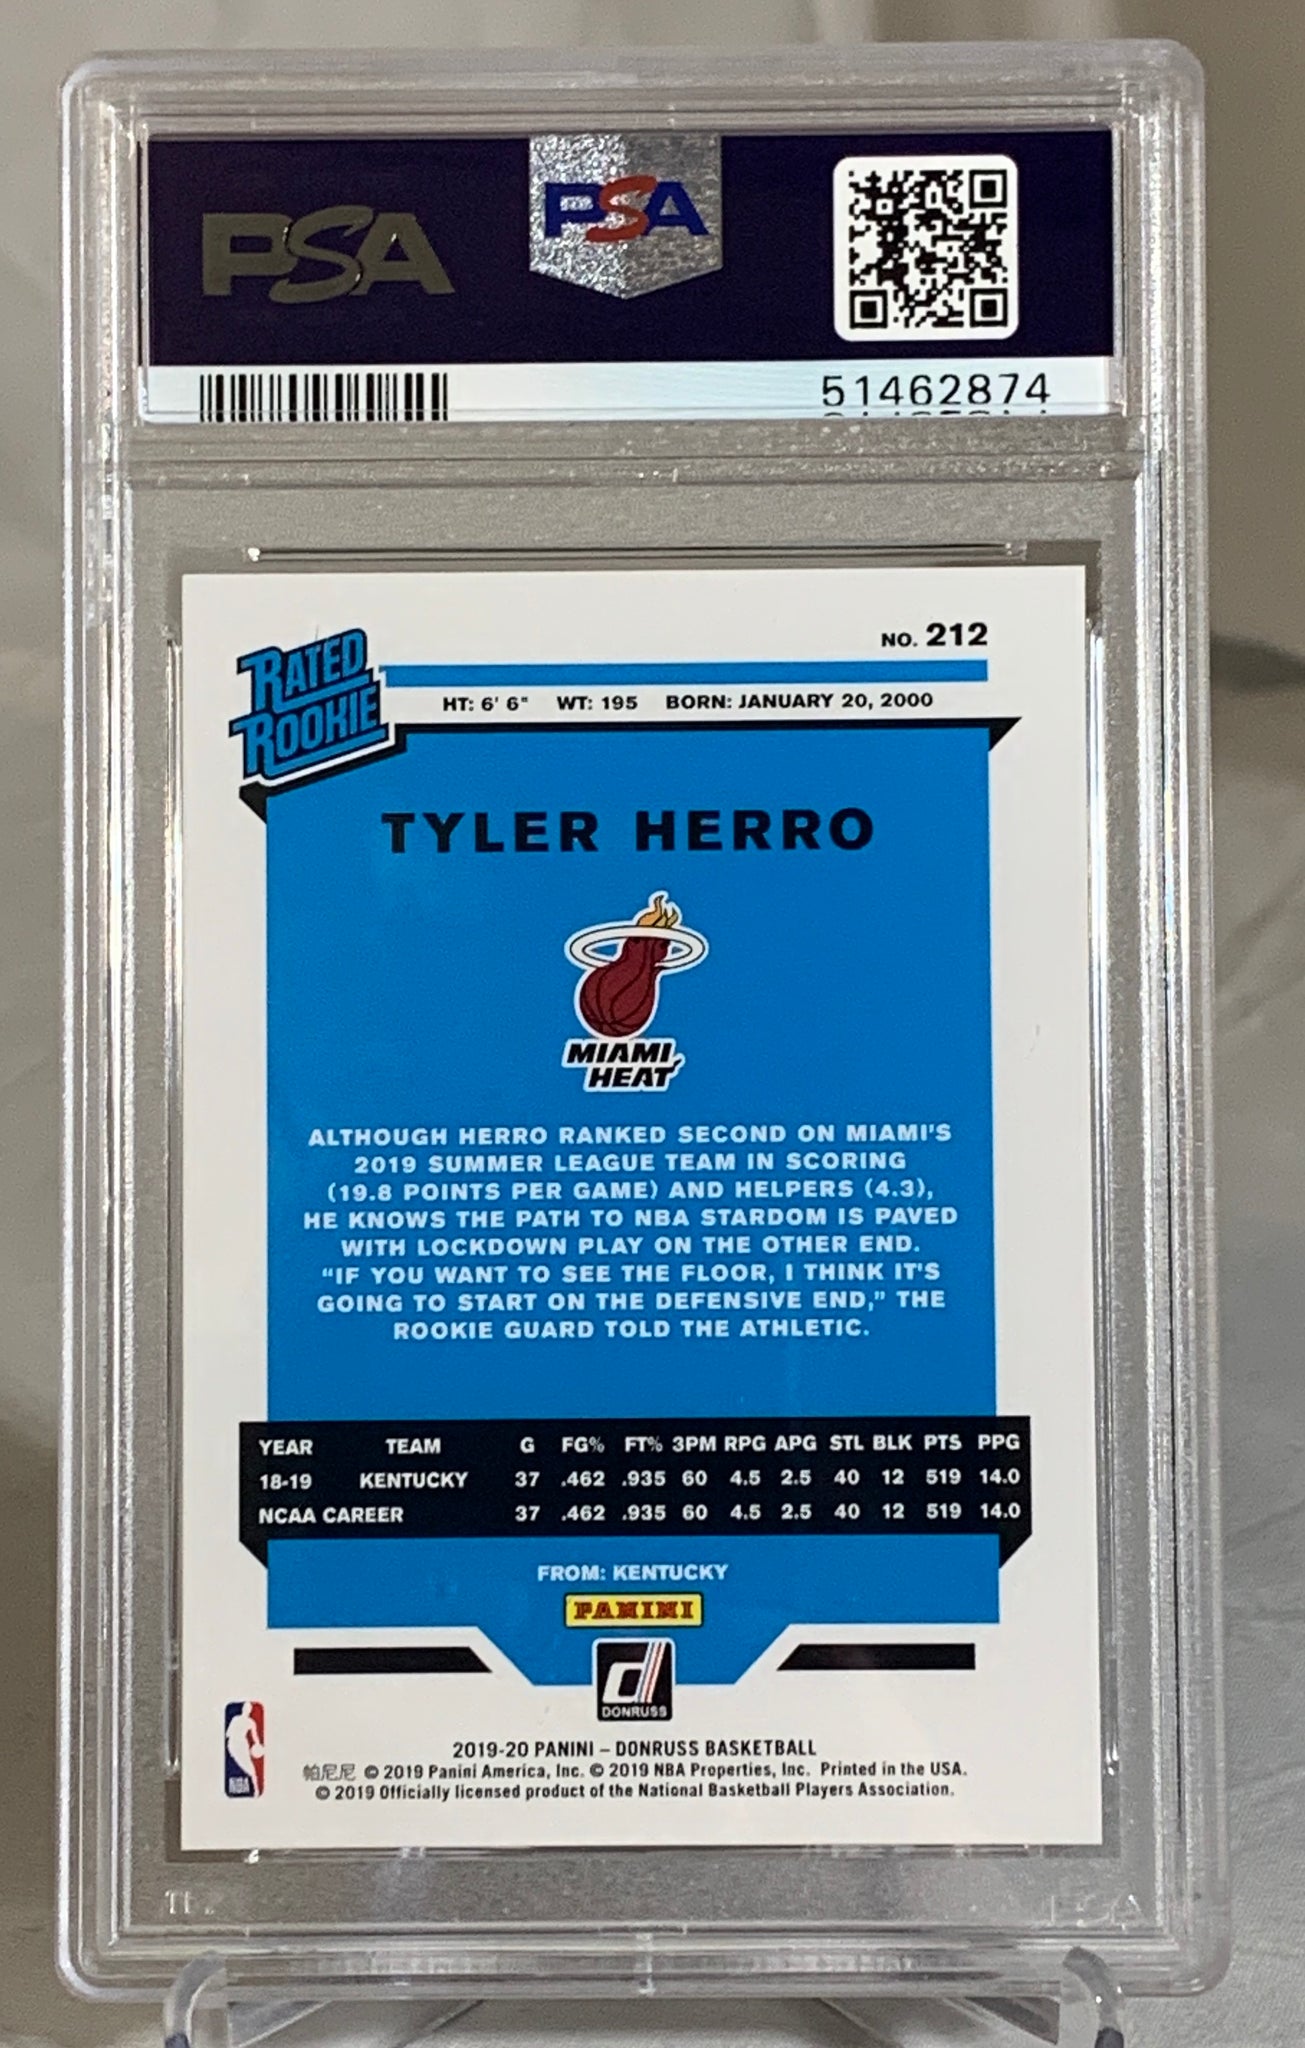 PSA
PSA
51462874
RATED
ROOKIE
NO. 212
HT: 6' 6" WT: 195 BORN: JANUARY 20, 2000
TYLER HERRO
MIAMI
HEAT
ALTHOUGH HERRO RANKED SECOND ON MIAMI'S
2019 SUMMER LEAGUE TEAM IN SCORING
(19.8 POINTS PER GAME) AND HELPERS (4.3),
HE KNOWS THE PATH TO NBA STARDOM IS PAVED
WITH LOCKDOWN PLAY ON THE OTHER END.
"IF YOU WANT TO SEE THE FLOOR, I THINK IT'S
GOING TO START ON THE DEFENSIVE END," THE
ROOKIE GUARD TOLD THE ATHLETIC.
YEAR TEAM G FG% FT% 3PM RPG APG STL BLK PTS PPG
18-19 KENTUCKY 37 .462 .935 60 4.5 2.5 40 12 519 14.0
NCAA CAREER 37 .462 .935 60 4.5 2.5 40 12 519 14.0
FROM: KENTUCKY
PANINI
d
DONRUSS
NBA
2019-20 PANINI – DONRUSS BASKETBALL
帕尼尼 © 2019 Panini America, Inc. © 2019 NBA Properties, Inc. Printed in the USA.
© 2019 Officially licensed product of the National Basketball Players Association.